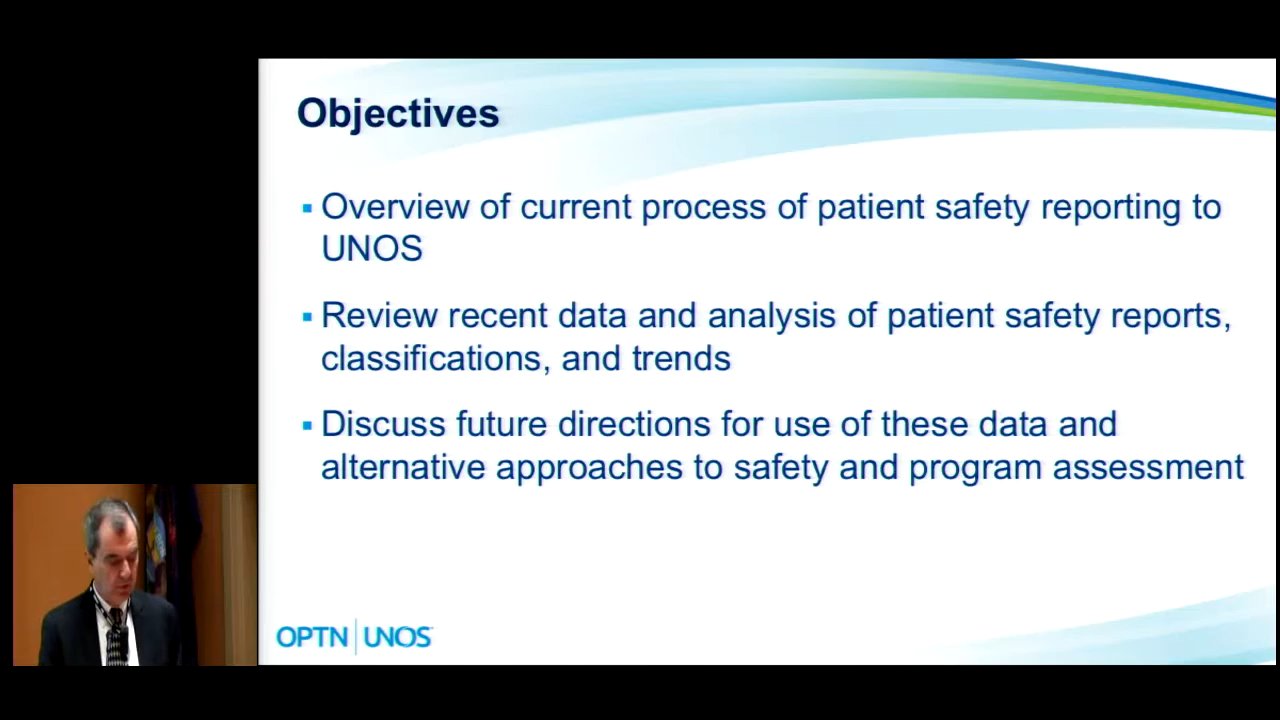 Objectives
▪ Overview of current process of patient safety reporting to
UNOS
▪ Review recent data and analysis of patient safety reports,
classifications, and trends
▪ Discuss future directions for use of these data and
alternative approaches to safety and program assessment
OPTN | UNOS